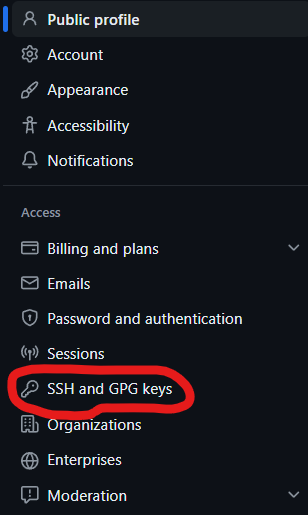 Public profile
Account
Appearance
Accessibility
Notifications
Access
Billing and plans
Emails
Password and authentication
Sessions
SSH and GPG keys
Organizations
Enterprises
Moderation